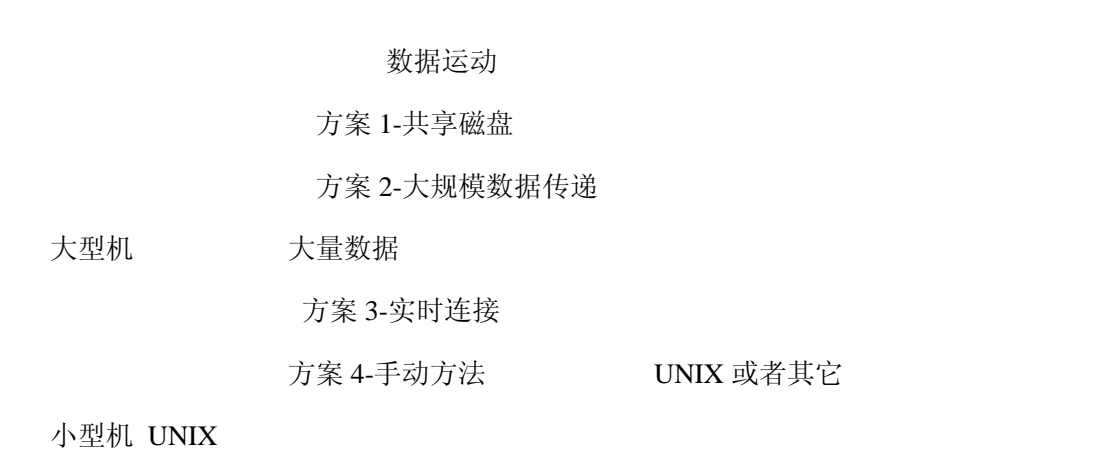 数据运动
方案 1-共享磁盘
方案 2-大规模数据传递
大型机 大量数据
方案 3-实时连接
方案 4-手动方法 UNIX 或者其它
小型机 UNIX